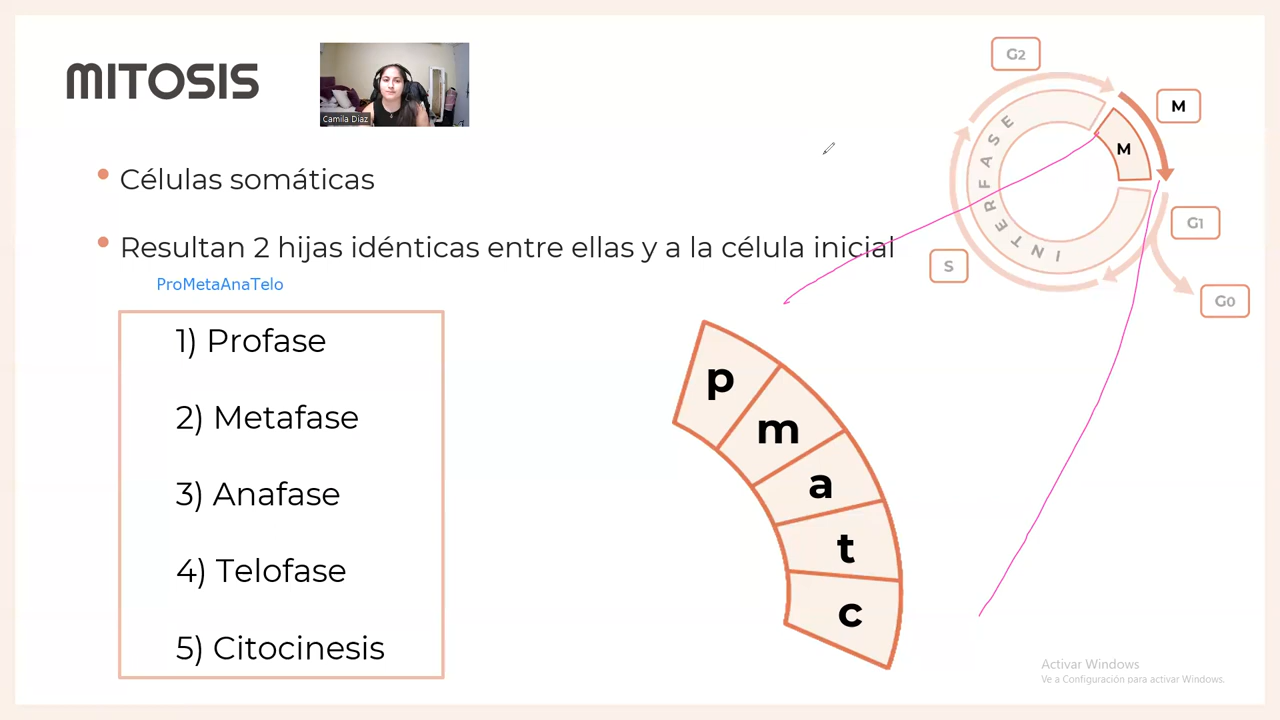 MITOSIS
Camila Diaz
Células somáticas
Resultan 2 hijas idénticas entre ellas y a la célula inicial
ProMetaAnaTelo
1) Profase
2) Metafase
3) Anafase
4) Telofase
5) Citocinesis
p
m
a
t
c
G2
M
M
G1
G0
S
INTERFASE
Activar Windows
Ve a Configuración para activar Windows.